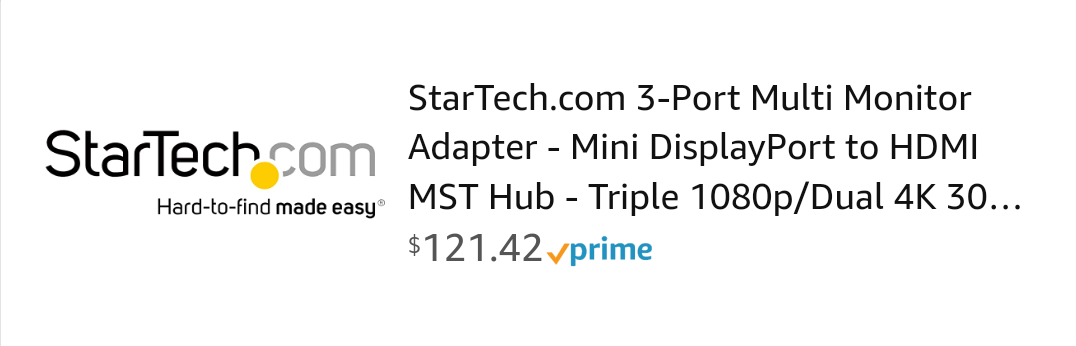 StarTech.com
Hard-to-find made easy®
StarTech.com 3-Port Multi Monitor
Adapter - Mini DisplayPort to HDMI
MST Hub - Triple 1080p/Dual 4K 30...
$121.42 prime